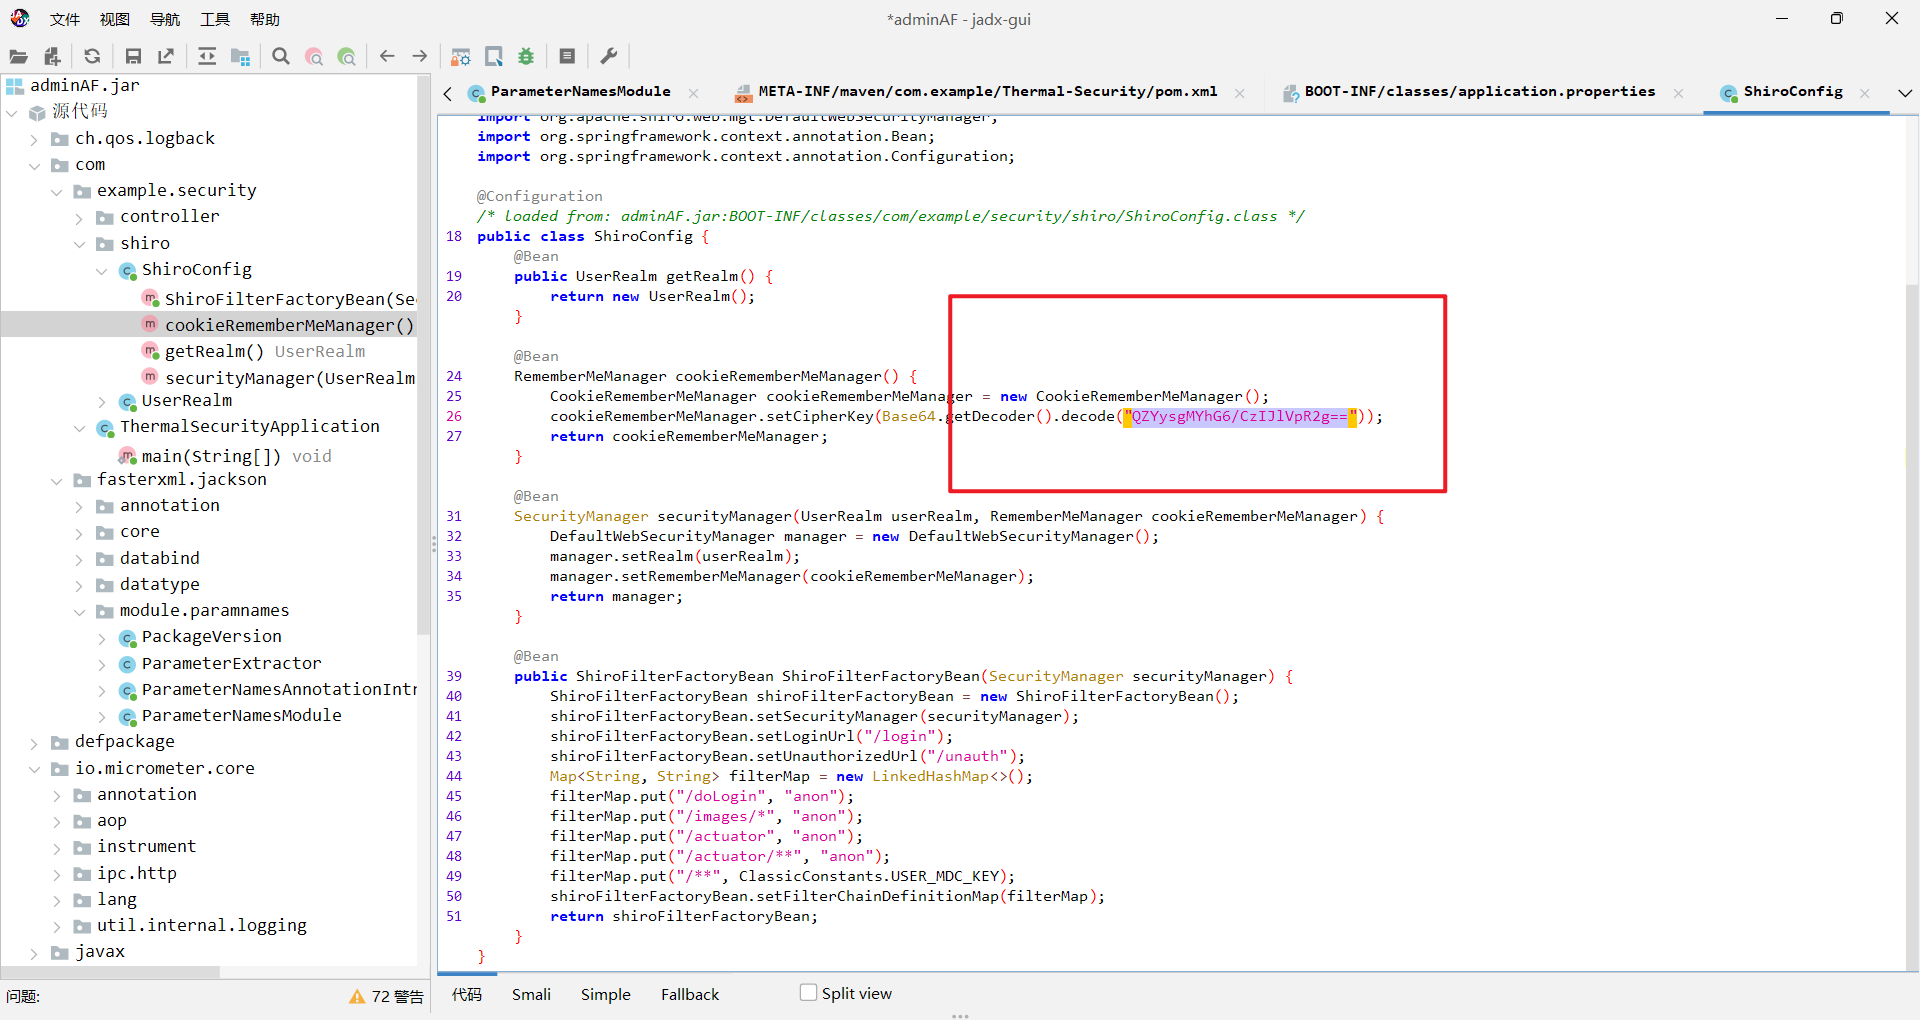 文件 视图 导航 工具 帮助
*adminAF - jadx-gui
adminAF.jar
源代码
ch.qos.logback
com
example.security
controller
shiro
ShiroConfig
ShiroFilterFactoryBean(Se
cookieRememberMeManager()
getRealm() UserRealm
securityManager(UserRealm
UserRealm
ThermalSecurityApplication
main(String[]) void
fasterxml.jackson
annotation
core
databind
datatype
module.paramnames
PackageVersion
ParameterExtractor
ParameterNamesAnnotationIntr
ParameterNamesModule
defpackage
io.micrometer.core
annotation
aop
instrument
ipc.http
lang
util.internal.logging
javax
问题:
72 警告
ParameterNamesModule
META-INF/maven/com.example/Thermal-Security/pom.xml
BOOT-INF/classes/application.properties
ShiroConfig
import org.apache.shiro.web.mgt.DefaultWebSecurityManager;
import org.springframework.context.annotation.Bean;
import org.springframework.context.annotation.Configuration;
@Configuration
/* loaded from: adminAF.jar:BOOT-INF/classes/com/example/security/shiro/ShiroConfig.class */
18 public class ShiroConfig {
@Bean
19 public UserRealm getRealm() {
20 return new UserRealm();
}
@Bean
24 RememberMeManager cookieRememberMeManager() {
25 CookieRememberMeManager cookieRememberMeManager = new CookieRememberMeManager();
26 cookieRememberMeManager.setCipherKey(Base64.getDecoder().decode("QZYysgMYhG6/CzIJlVpR2g=="));
27 return cookieRememberMeManager;
}
@Bean
31 SecurityManager securityManager(UserRealm userRealm, RememberMeManager cookieRememberMeManager) {
32 DefaultWebSecurityManager manager = new DefaultWebSecurityManager();
33 manager.setRealm(userRealm);
34 manager.setRememberMeManager(cookieRememberMeManager);
35 return manager;
}
@Bean
39 public ShiroFilterFactoryBean ShiroFilterFactoryBean(SecurityManager securityManager) {
40 ShiroFilterFactoryBean shiroFilterFactoryBean = new ShiroFilterFactoryBean();
41 shiroFilterFactoryBean.setSecurityManager(securityManager);
42 shiroFilterFactoryBean.setLoginUrl("/login");
43 shiroFilterFactoryBean.setUnauthorizedUrl("/unauth");
44 Map<String, String> filterMap = new LinkedHashMap<>();
45 filterMap.put("/doLogin", "anon");
46 filterMap.put("/images/*", "anon");
47 filterMap.put("/actuator", "anon");
48 filterMap.put("/actuator/**", "anon");
49 filterMap.put("/**", ClassicConstants.USER_MDC_KEY);
50 shiroFilterFactoryBean.setFilterChainDefinitionMap(filterMap);
51 return shiroFilterFactoryBean;
}
}
代码 Smali Simple Fallback Split view